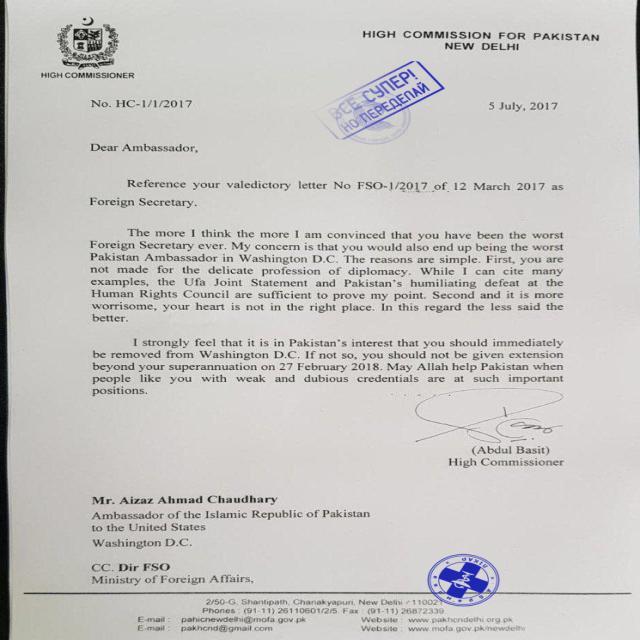 HIGH COMMISSIONER
HIGH COMMISSION FOR PAKISTAN
NEW DELHI
No. HC-1/1/2017
ВСЕ СУПЕР!
НО ПЕРЕДЕЛАЙ
5 July, 2017
Dear Ambassador,
Reference your valedictory letter No FSO-1/2017 of 12 March 2017 as
Foreign Secretary.
The more I think the more I am convinced that you have been the worst
Foreign Secretary ever. My concern is that you would also end up being the worst
Pakistan Ambassador in Washington D.C. The reasons are simple. First, you are
not made for the delicate profession of diplomacy. While I can cite many
examples, the Ufa Joint Statement and Pakistan's humiliating defeat at the
Human Rights Council are sufficient to prove my point. Second and it is more
worrisome, your heart is not in the right place. In this regard the less said the
better.
I strongly feel that it is in Pakistan's interest that you should immediately
be removed from Washington D.C. If not so, you should not be given extension
beyond your superannuation on 27 February 2018. May Allah help Pakistan when
people like you with weak and dubious credentials are at such important
positions.
(Abdul Basit)
High Commissioner
Mr. Aizaz Ahmad Chaudhary
Ambassador of the Islamic Republic of Pakistan
to the United States
Washington D.C.
CC. Dir FSO
Ministry of Foreign Affairs,
2/50-G, Shantipath, Chanakyapuri, New Delhi - 110021
Phones : (91-11) 26110601/2/5. Fax : (91-11) 26872339
E-mail : pahicnewdelhi@mofa.gov.pk Website : www.pakhcndelhi.org.pk
E-mail : pakhcnd@gmail.com Website : www.mofa.gov.pk/newdelhi